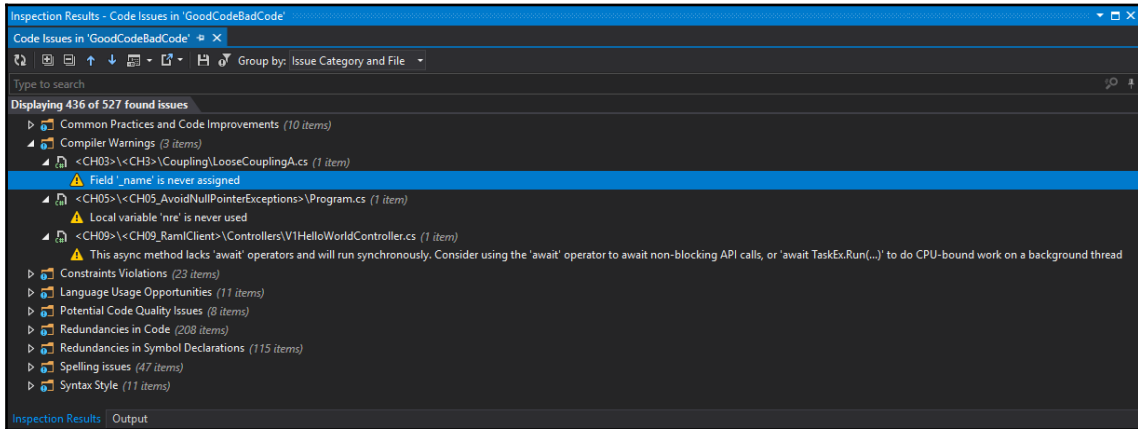 Inspection Results - Code Issues in 'GoodCodeBadCode'
Code Issues in 'GoodCodeBadCode'
Group by: Issue Category and File
Type to search
Displaying 436 of 527 found issues
Common Practices and Code Improvements (10 items)
Compiler Warnings (3 items)
<CH03>\<CH3>\Coupling\LooseCouplingA.cs (1 item)
Field '_name' is never assigned
<CH05>\<CH05_AvoidNullPointerExceptions>\Program.cs (1 item)
Local variable 'nre' is never used
<CH09>\<CH09_RamlClient>\Controllers\V1HelloWorldController.cs (1 item)
This async method lacks 'await' operators and will run synchronously. Consider using the 'await' operator to await non-blocking API calls, or 'await TaskEx.Run(...)' to do CPU-bound work on a background thread
Constraints Violations (23 items)
Language Usage Opportunities (11 items)
Potential Code Quality Issues (8 items)
Redundancies in Code (208 items)
Redundancies in Symbol Declarations (115 items)
Spelling issues (47 items)
Syntax Style (11 items)
Inspection Results Output